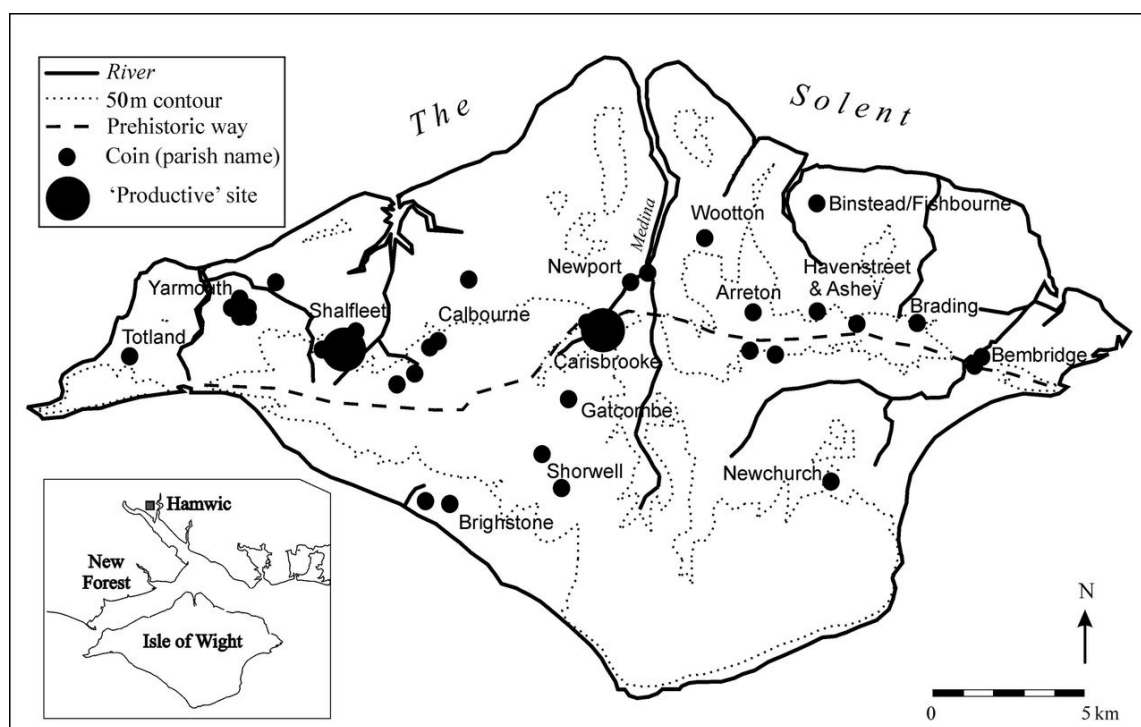 River
50m contour
Prehistoric way
Coin (parish name)
‘Productive’ site
The
Solent
Wootton
Binstead/Fishbourne
Medina
Newport
Havenstreet
& Ashey
Yarmouth
Arreton
Shalfleet
Brading
Calbourne
Totland
Carisbrooke
Bembridge
Gatcombe
Shorwell
Newchurch
Brighstone
Hamwic
New
Forest
Isle of Wight
N
0
5 km